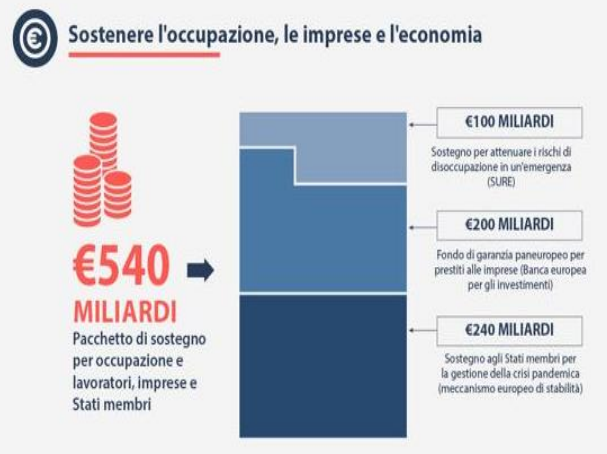 Sostenere l'occupazione, le imprese e l'economia
€540
MILIARDI
Pacchetto di sostegno
per occupazione e
lavoratori, imprese e
Stati membri
€100 MILIARDI
Sostegno per attenuare i rischi di
disoccupazione in un'emergenza
(SURE)
€200 MILIARDI
Fondo di garanzia paneuropeo per
prestiti alle imprese (Banca europea
per gli investimenti)
€240 MILIARDI
Sostegno agli Stati membri per
la gestione della crisi pandemica
(meccanismo europeo di stabilità)